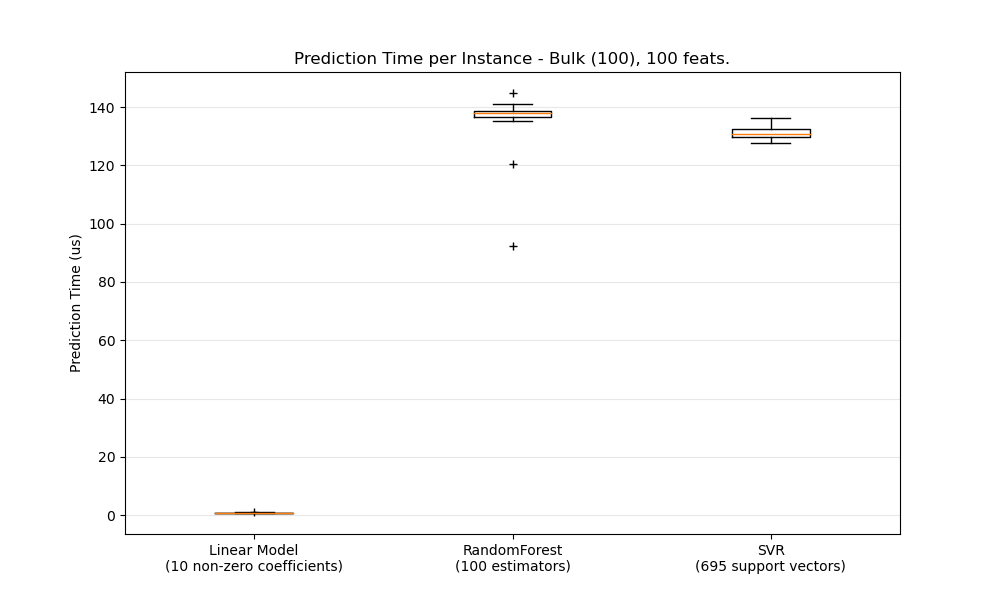 Prediction Time per Instance - Bulk (100), 100 feats.
Prediction Time (us)
140
120
100
80
60
40
20
0
Linear Model
(10 non-zero coefficients)
RandomForest
(100 estimators)
SVR
(695 support vectors)